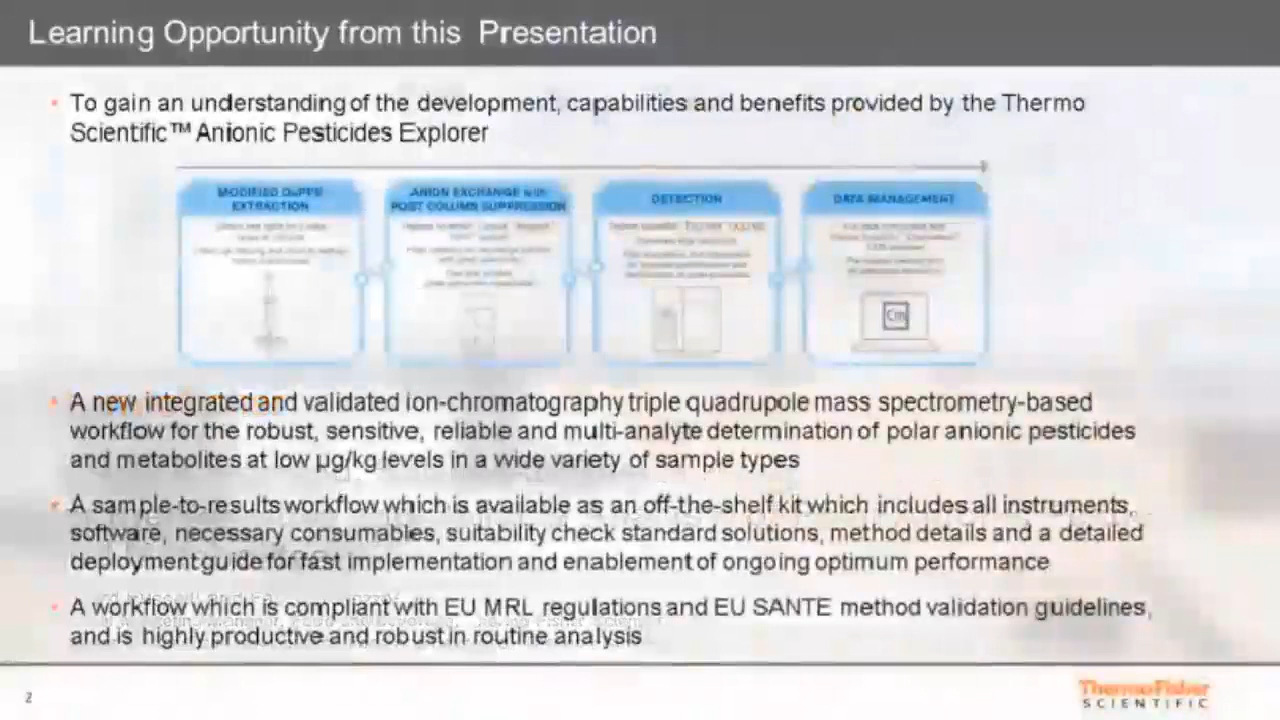 Learning Opportunity from this Presentation
• To gain an understanding of the development, capabilities and benefits provided by the Thermo
Scientific™ Anionic Pesticides Explorer
MODIFIED QuPPe
EXTRACTION
ANION EXCHANGE with
POST COLUMN SUPPRESSION
DETECTION
DATA MANAGEMENT
Cm
• A new integrated and validated ion-chromatography triple quadrupole mass spectrometry-based
workflow for the robust, sensitive, reliable and multi-analyte determination of polar anionic pesticides
and metabolites at low µg/kg levels in a wide variety of sample types
• A sample-to-results workflow which is available as an off-the-shelf kit which includes all instruments,
software, necessary consumables, suitability check standard solutions, method details and a detailed
deployment guide for fast implementation and enablement of ongoing optimum performance
• A workflow which is compliant with EU MRL regulations and EU SANTE method validation guidelines,
and is highly productive and robust in routine analysis
2
ThermoFisher
SCIENTIFIC